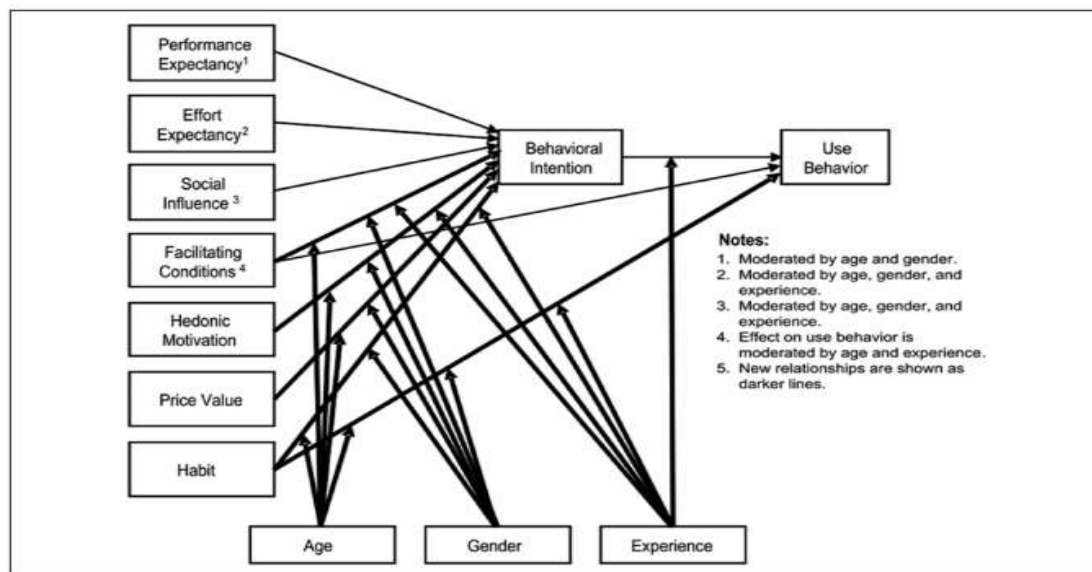 Performance
Expectancy¹
Effort
Expectancy²
Social
Influence ³
Facilitating
Conditions ⁴
Hedonic
Motivation
Price Value
Habit
Behavioral
Intention
Use
Behavior
Notes:
1. Moderated by age and gender.
2. Moderated by age, gender, and
experience.
3. Moderated by age, gender, and
experience.
4. Effect on use behavior is
moderated by age and experience.
5. New relationships are shown as
darker lines.
Age
Gender
Experience